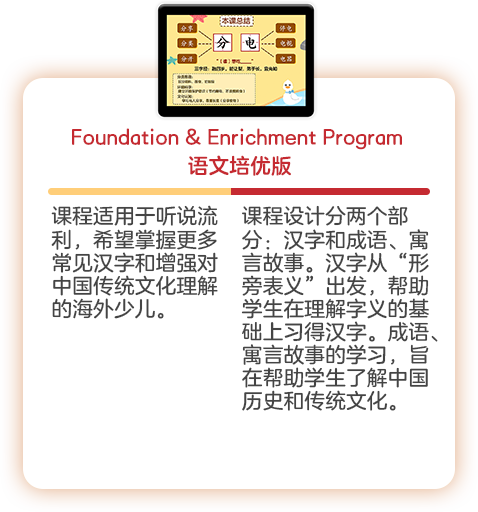 本课总结
分享
分类
分开
分
电
停电
电视
电器
Foundation & Enrichment Program
语文培优版
课程适用于听说流
利，希望掌握更多
常见汉字和增强对
中国传统文化理解
的海外少儿。
课程设计分两个部
分：汉字和成语、寓
言故事。汉字从“形
旁表义”出发，帮助
学生在理解字义的基
础上习得汉字。成语、
寓言故事的学习，旨
在帮助学生了解中国
历史和传统文化。